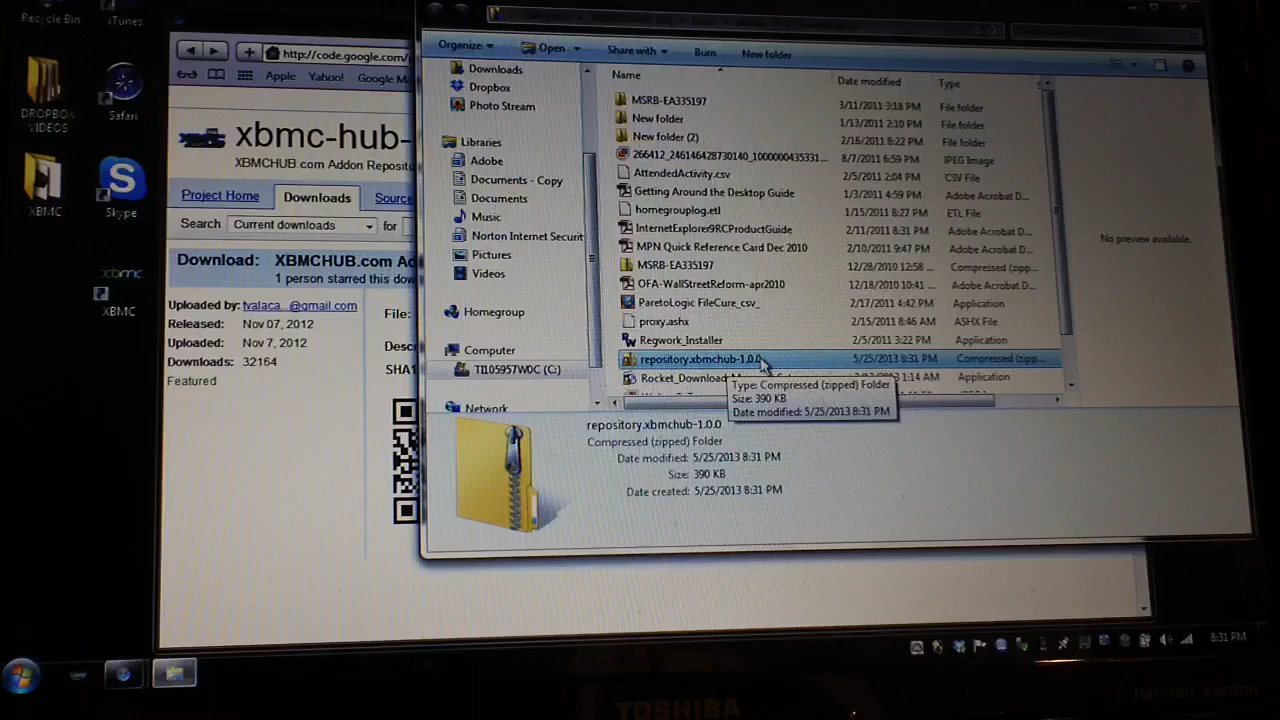 Recycle Bin
iTunes
DROPBOX
VIDEOS
Safari
XBMC
Skype
xbmc
XBMC
http://code.google.com/
Apple
Yahoo!
Google M
xbmc-hub-
XBMCHUB.com Addon Reposito
Project Home
Downloads
Source
Search
Current downloads
for
Download:
XBMCHUB.com Ad
1 person starred this do
Uploaded by:
tvalaca...@gmail.com
Released:
Nov 07, 2012
Nov 7, 2012
Downloads:
32164
Featured
File:
Desc
SHA1
Organize
Open
Share with
Burn
New folder
Downloads
Dropbox
Photo Stream
Libraries
Adobe
Documents - Copy
Documents
Music
Norton Internet Securit
Pictures
Videos
Homegroup
Computer
TI105957W0C (C:)
Network
Name
Date modified
Type
S
MSRB-EA335197
3/11/2011 3:18 PM
File folder
New folder
1/13/2011 2:10 PM
File folder
New folder (2)
2/16/2011 8:22 PM
File folder
266412_246146428730140_1000000435331...
8/7/2011 6:59 PM
JPEG Image
AttendedActivity.csv
2/5/2011 2:04 PM
CSV File
Getting Around the Desktop Guide
1/3/2011 4:59 PM
Adobe Acrobat D...
homegrouplog.etl
1/15/2011 8:27 PM
ETL File
InternetExplorer9RCProductGuide
2/11/2011 8:31 PM
Adobe Acrobat D...
MPN Quick Reference Card Dec 2010
2/10/2011 9:47 PM
Adobe Acrobat D...
MSRB-EA335197
12/28/2010 12:58 ...
Compressed (zipp...
OFA-WallStreetReform-apr2010
12/18/2010 10:41 ...
Adobe Acrobat D...
ParetoLogic FileCure_csv_
2/17/2011 4:42 PM
Application
proxy.ashx
2/15/2011 8:46 AM
ASHX File
Regwork_Installer
2/5/2011 3:22 PM
Application
repository.xbmchub-1.0.0
5/25/2013 8:31 PM
Compressed (zipp...
Rocket_Download
1:14 AM
Application
Type: Compressed (zipped) Folder
Size: 390 KB
Date modified: 5/25/2013 8:31 PM
No preview available.
repository.xbmchub-1.0.0
Compressed (zipped) Folder
Date modified: 5/25/2013 8:31 PM
Size: 390 KB
Date created: 5/25/2013 8:31 PM
8:31 PM
TOSHIBA
harman/kardon